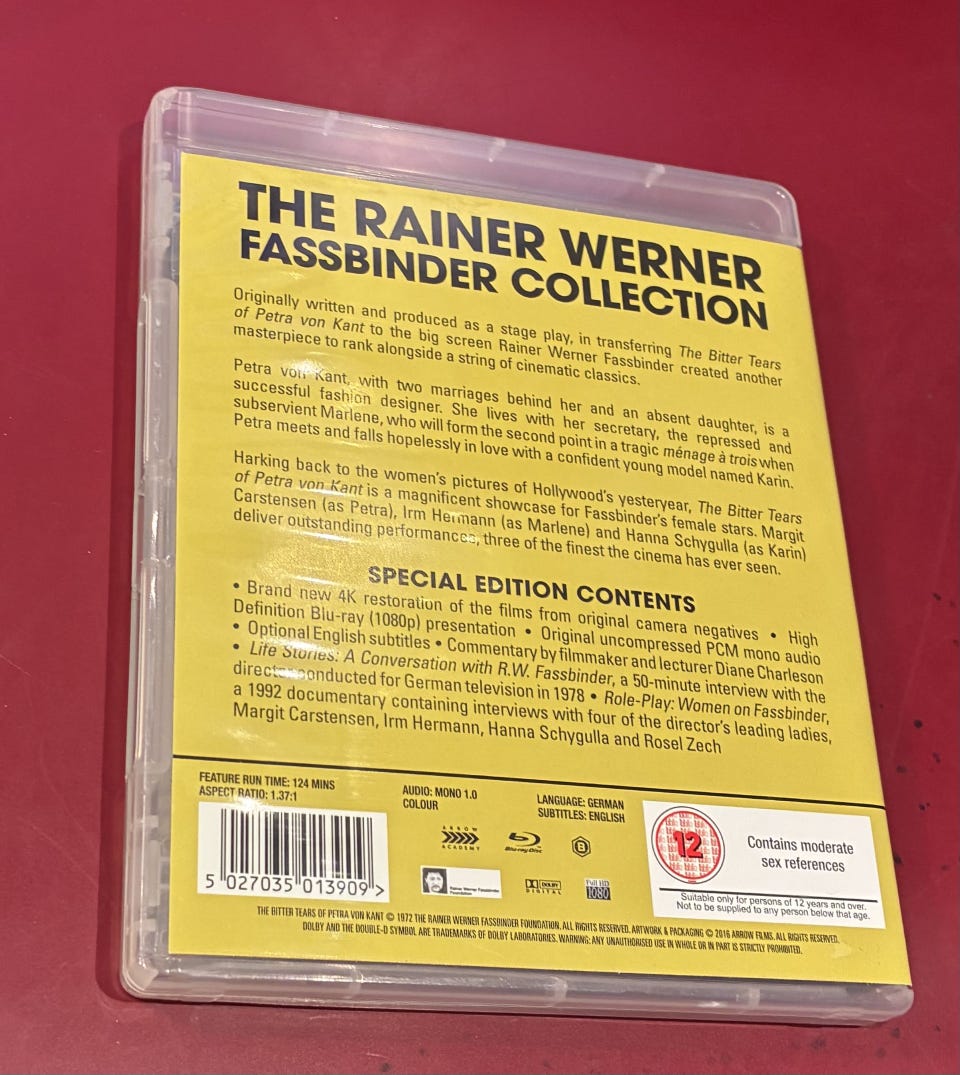 THE RAINER WERNER
FASSBINDER COLLECTION
Originally written and produced as a stage play, in transferring The Bitter Tears
of Petra von Kant to the big screen Rainer Werner Fassbinder created another
masterpiece to rank alongside a string of cinematic classics.
Petra von Kant, with two marriages behind her and an absent daughter, is a
successful fashion designer. She lives with her secretary, the repressed and
subservient Marlene, who will form the second point in a tragic ménage à trois when
Petra meets and falls hopelessly in love with a confident young model named Karin.
Harking back to the women's pictures of Hollywood's yesteryear, The Bitter Tears
of Petra von Kant is a magnificent showcase for Fassbinder's female stars. Margit
Carstensen (as Petra), Irm Hermann (as Marlene) and Hanna Schygulla (as Karin)
deliver outstanding performances, three of the finest the cinema has ever seen.
SPECIAL EDITION CONTENTS
• Brand new 4K restoration of the films from original camera negatives • High
Definition Blu-ray (1080p) presentation • Original uncompressed PCM mono audio
• Optional English subtitles • Commentary by filmmaker and lecturer Diane Charleson
• Life Stories: A Conversation with R.W. Fassbinder, a 50-minute interview with the
director conducted for German television in 1978 • Role-Play: Women on Fassbinder,
a 1992 documentary containing interviews with four of the director's leading ladies,
Margit Carstensen, Irm Hermann, Hanna Schygulla and Rosel Zech
FEATURE RUN TIME: 124 MINS
ASPECT RATIO: 1.37:1
AUDIO: MONO 1.0
COLOUR
LANGUAGE: GERMAN
SUBTITLES: ENGLISH
ARROW
ACADEMY
Blu-ray Disc
B
12
Contains moderate
sex references
Suitable only for persons of 12 years and over.
Not to be supplied to any person below that age.
5 027035 013909 >
Rainer Werner Fassbinder
Foundation
DOLBY
DIGITAL
Full HD
1080
THE BITTER TEARS OF PETRA VON KANT © 1972 THE RAINER WERNER FASSBINDER FOUNDATION. ALL RIGHTS RESERVED. ARTWORK & PACKAGING © 2016 ARROW FILMS. ALL RIGHTS RESERVED.
DOLBY AND THE DOUBLE-D SYMBOL ARE TRADEMARKS OF DOLBY LABORATORIES. WARNING: ANY UNAUTHORISED USE IN WHOLE OR IN PART IS STRICTLY PROHIBITED.